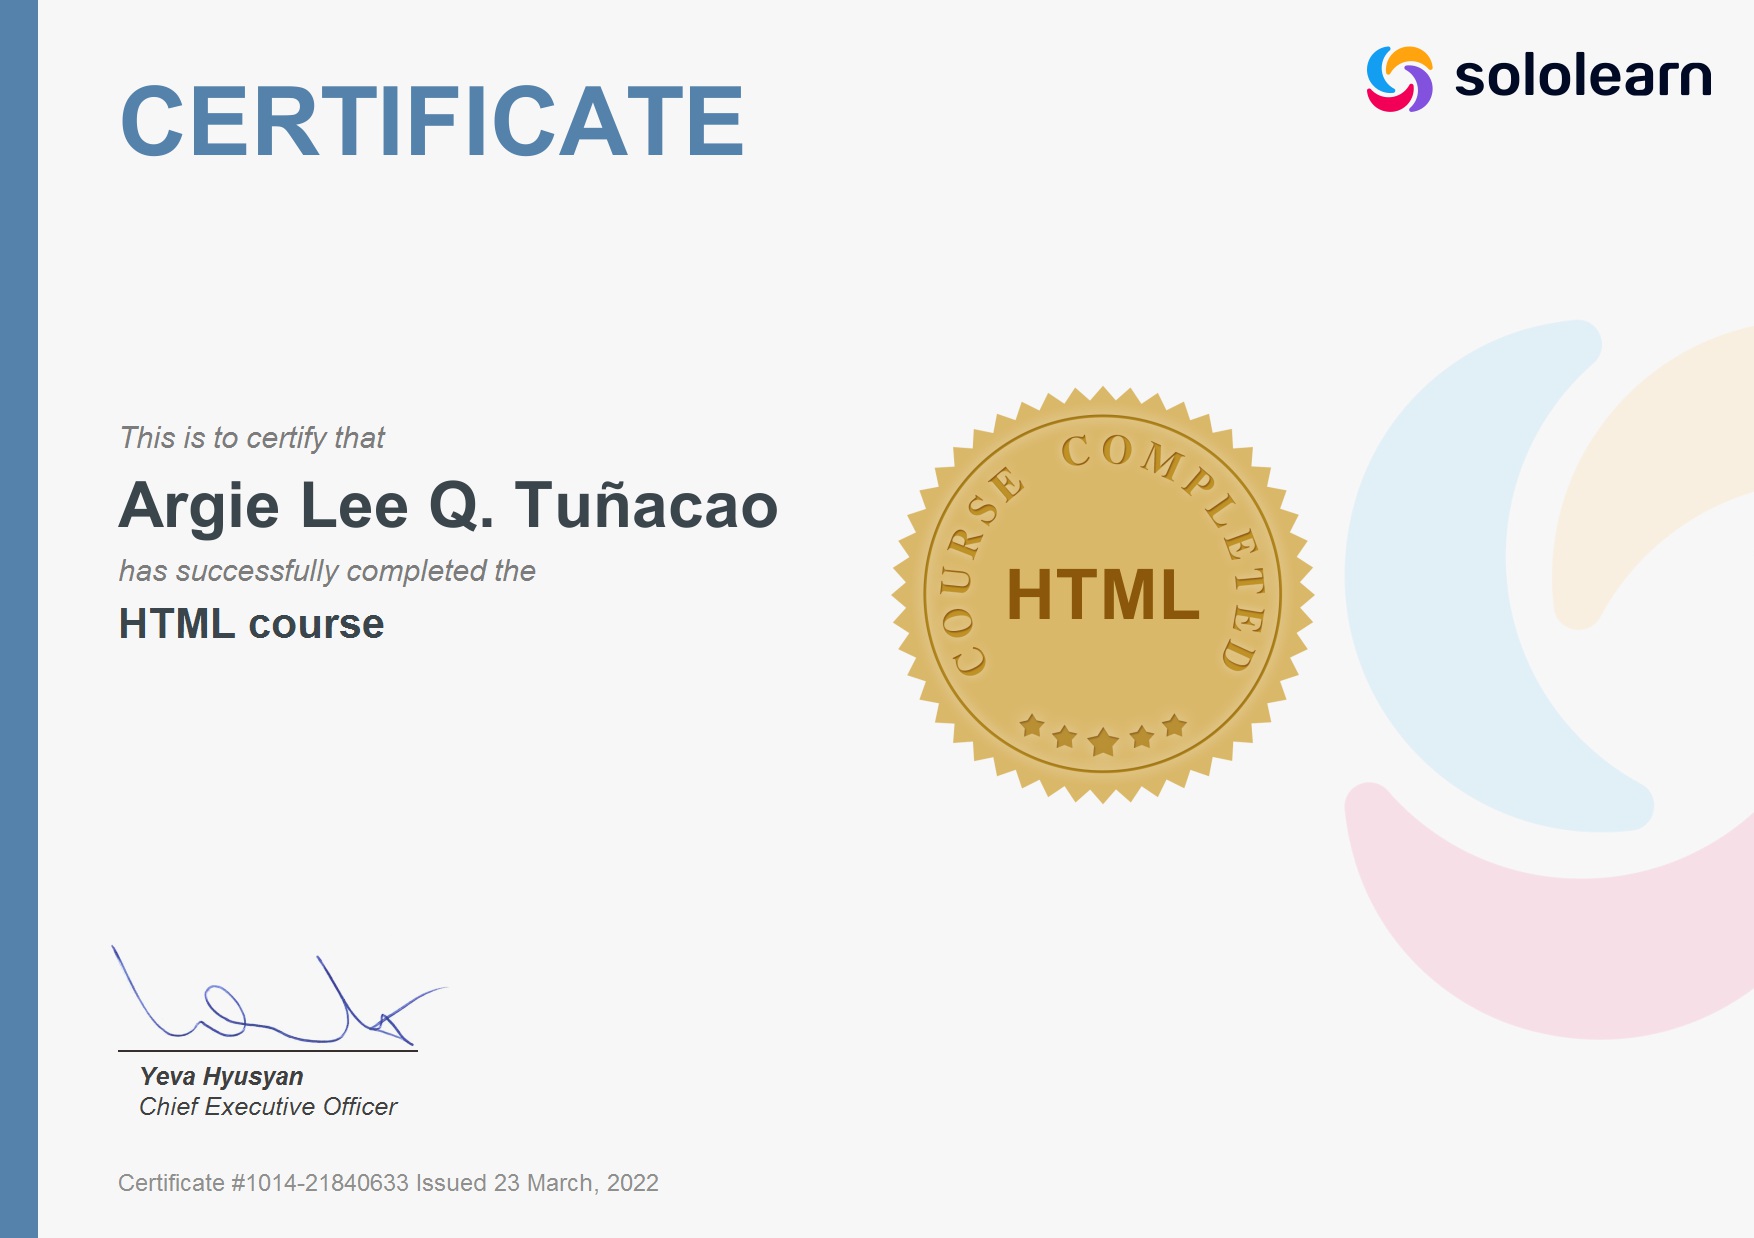 CERTIFICATE
sololearn
This is to certify that
Argie Lee Q. Tuñacao
has successfully completed the
HTML course
COURSE COMPLETED
HTML
Yeva Hyusyan
Chief Executive Officer
Certificate #1014-21840633 Issued 23 March, 2022